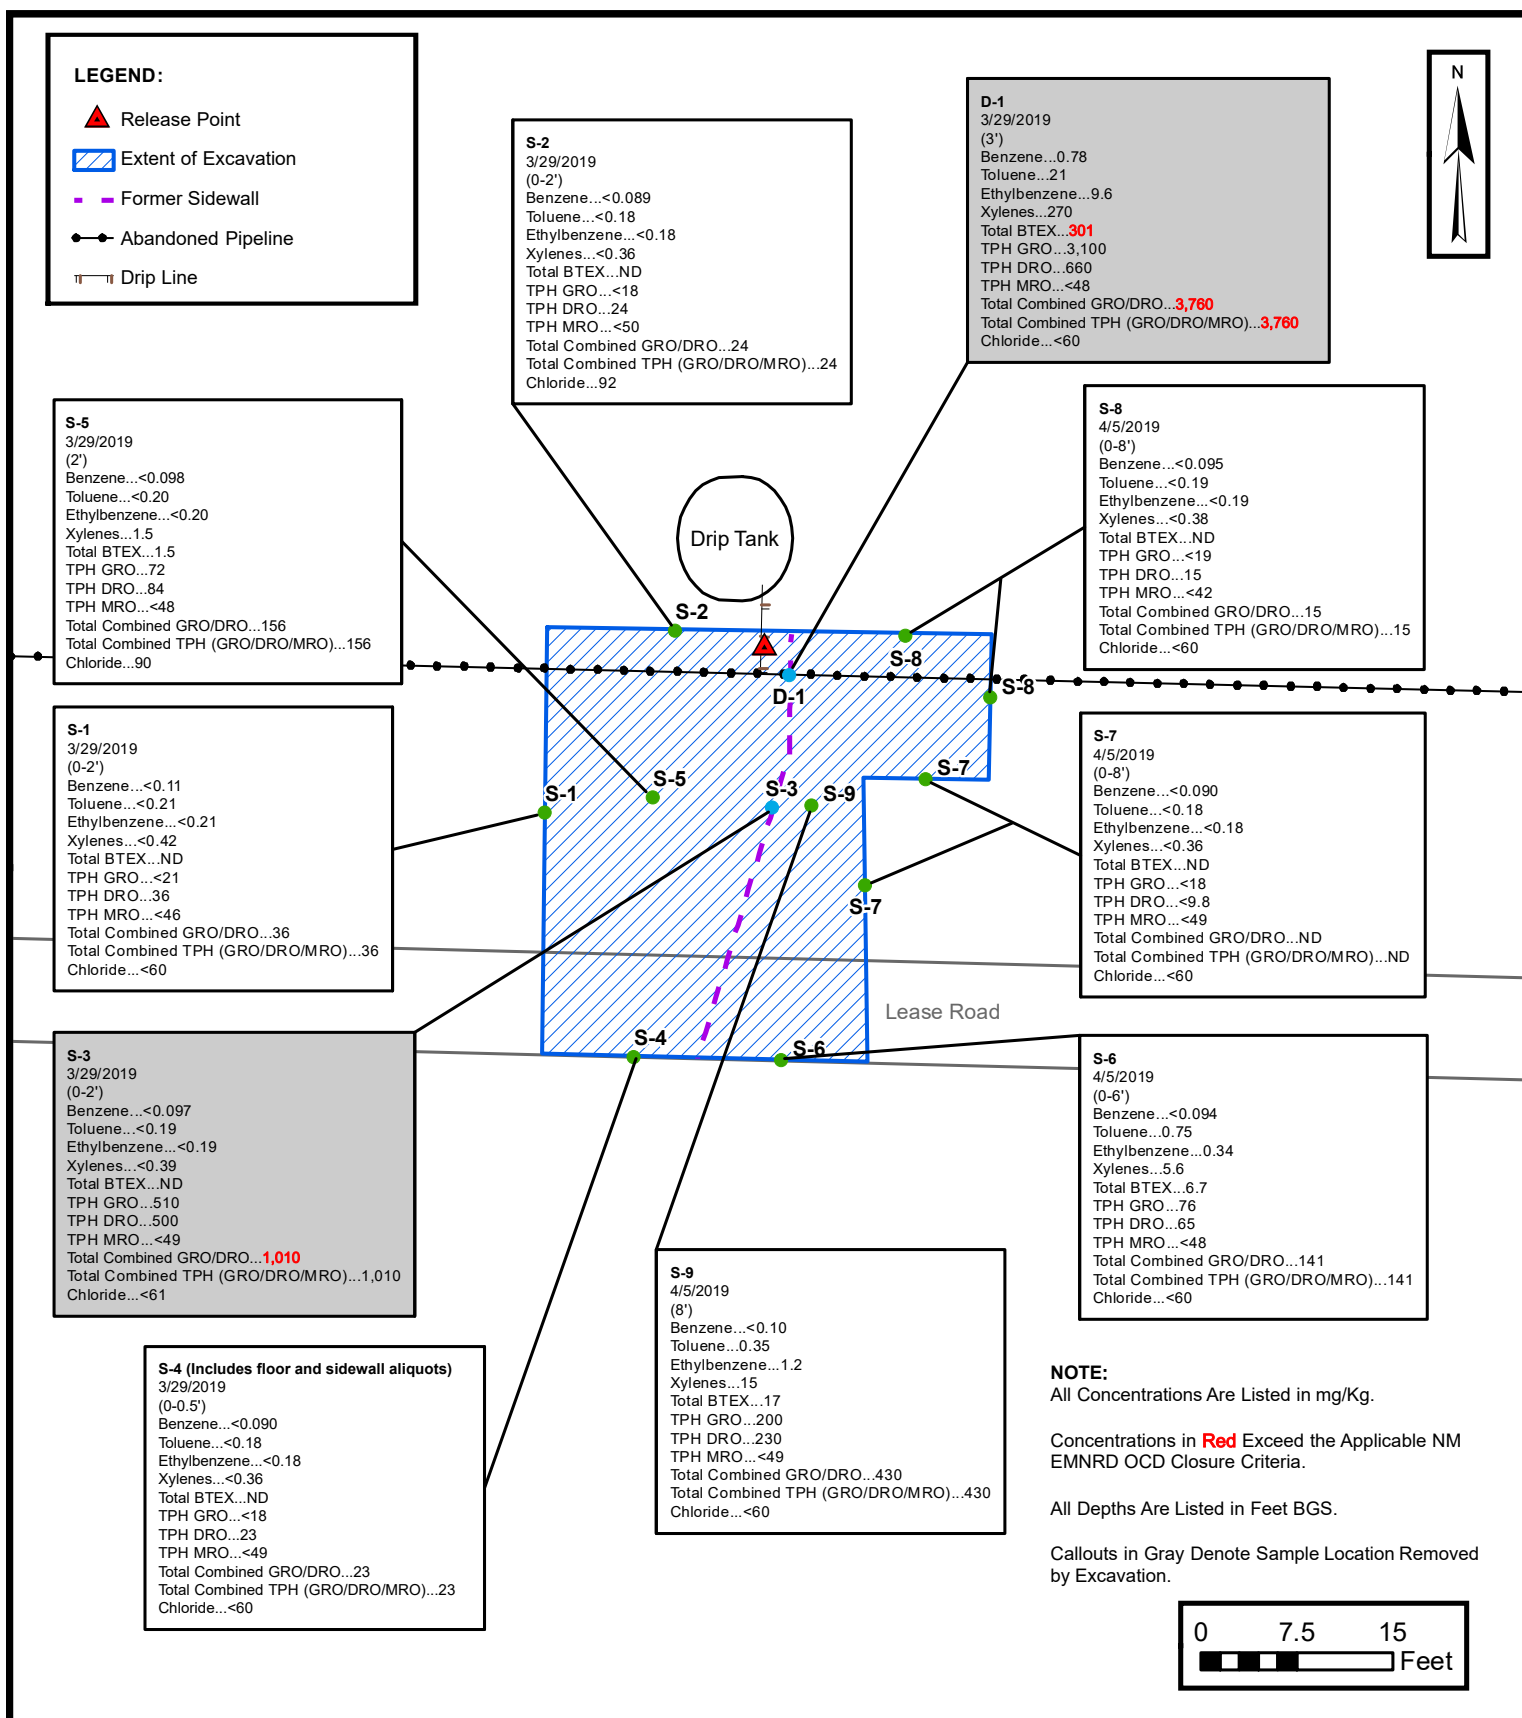 LEGEND:
Release Point
Extent of Excavation
Former Sidewall
Abandoned Pipeline
Drip Line
N
S-2
3/29/2019
(0-2')
Benzene...<0.089
Toluene...<0.18
Ethylbenzene...<0.18
Xylenes...<0.36
Total BTEX...ND
TPH GRO...<18
TPH DRO...24
TPH MRO...<50
Total Combined GRO/DRO...24
Total Combined TPH (GRO/DRO/MRO)...24
Chloride...92
D-1
3/29/2019
(3')
Benzene...0.78
Toluene...21
Ethylbenzene...9.6
Xylenes...270
Total BTEX...301
TPH GRO...3,100
TPH DRO...660
TPH MRO...<48
Total Combined GRO/DRO...3,760
Total Combined TPH (GRO/DRO/MRO)...3,760
Chloride...<60
S-5
3/29/2019
(2')
Benzene...<0.098
Toluene...<0.20
Ethylbenzene...<0.20
Xylenes...1.5
Total BTEX...1.5
TPH GRO...72
TPH DRO...84
TPH MRO...<48
Total Combined GRO/DRO...156
Total Combined TPH (GRO/DRO/MRO)...156
Chloride...90
S-8
4/5/2019
(0-8')
Benzene...<0.095
Toluene...<0.19
Ethylbenzene...<0.19
Xylenes...<0.38
Total BTEX...ND
TPH GRO...<19
TPH DRO...15
TPH MRO...<42
Total Combined GRO/DRO...15
Total Combined TPH (GRO/DRO/MRO)...15
Chloride...<60
Drip Tank
S-2
S-8
D-1
S-8
S-7
S-5
S-3
S-9
S-1
S-7
S-4
S-6
Lease Road
S-1
3/29/2019
(0-2')
Benzene...<0.11
Toluene...<0.21
Ethylbenzene...<0.21
Xylenes...<0.42
Total BTEX...ND
TPH GRO...<21
TPH DRO...36
TPH MRO...<46
Total Combined GRO/DRO...36
Total Combined TPH (GRO/DRO/MRO)...36
Chloride...<60
S-7
4/5/2019
(0-8')
Benzene...<0.090
Toluene...<0.18
Ethylbenzene...<0.18
Xylenes...<0.36
Total BTEX...ND
TPH GRO...<18
TPH DRO...<9.8
TPH MRO...<49
Total Combined GRO/DRO...ND
Total Combined TPH (GRO/DRO/MRO)...ND
Chloride...<60
S-3
3/29/2019
(0-2')
Benzene...<0.097
Toluene...<0.19
Ethylbenzene...<0.19
Xylenes...<0.39
Total BTEX...ND
TPH GRO...510
TPH DRO...500
TPH MRO...<49
Total Combined GRO/DRO...1,010
Total Combined TPH (GRO/DRO/MRO)...1,010
Chloride...<61
S-6
4/5/2019
(0-6')
Benzene...<0.094
Toluene...0.75
Ethylbenzene...0.34
Xylenes...5.6
Total BTEX...6.7
TPH GRO...76
TPH DRO...65
TPH MRO...<48
Total Combined GRO/DRO...141
Total Combined TPH (GRO/DRO/MRO)...141
Chloride...<60
S-9
4/5/2019
(8')
Benzene...<0.10
Toluene...0.35
Ethylbenzene...1.2
Xylenes...15
Total BTEX...17
TPH GRO...200
TPH DRO...230
TPH MRO...<49
Total Combined GRO/DRO...430
Total Combined TPH (GRO/DRO/MRO)...430
Chloride...<60
S-4 (Includes floor and sidewall aliquots)
3/29/2019
(0-0.5')
Benzene...<0.090
Toluene...<0.18
Ethylbenzene...<0.18
Xylenes...<0.36
Total BTEX...ND
TPH GRO...<18
TPH DRO...23
TPH MRO...<49
Total Combined GRO/DRO...23
Total Combined TPH (GRO/DRO/MRO)...23
Chloride...<60
NOTE:
All Concentrations Are Listed in mg/Kg.
Concentrations in Red Exceed the Applicable NM
EMNRD OCD Closure Criteria.
All Depths Are Listed in Feet BGS.
Callouts in Gray Denote Sample Location Removed
by Excavation.
0 7.5 15
Feet